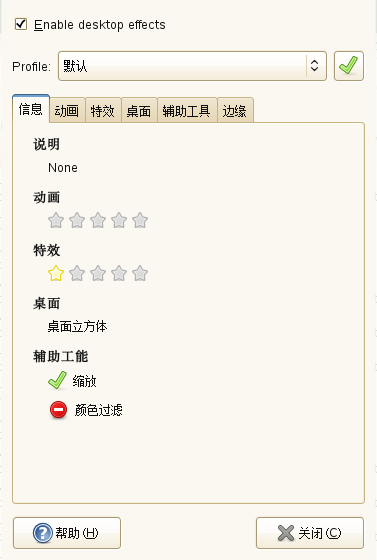 Enable desktop effects
Profile: 默认
信息 动画 特效 桌面 辅助工具 边缘
说明
None
动画
特效
桌面
桌面立方体
辅助工能
缩放
颜色过滤
帮助(H) 关闭(C)